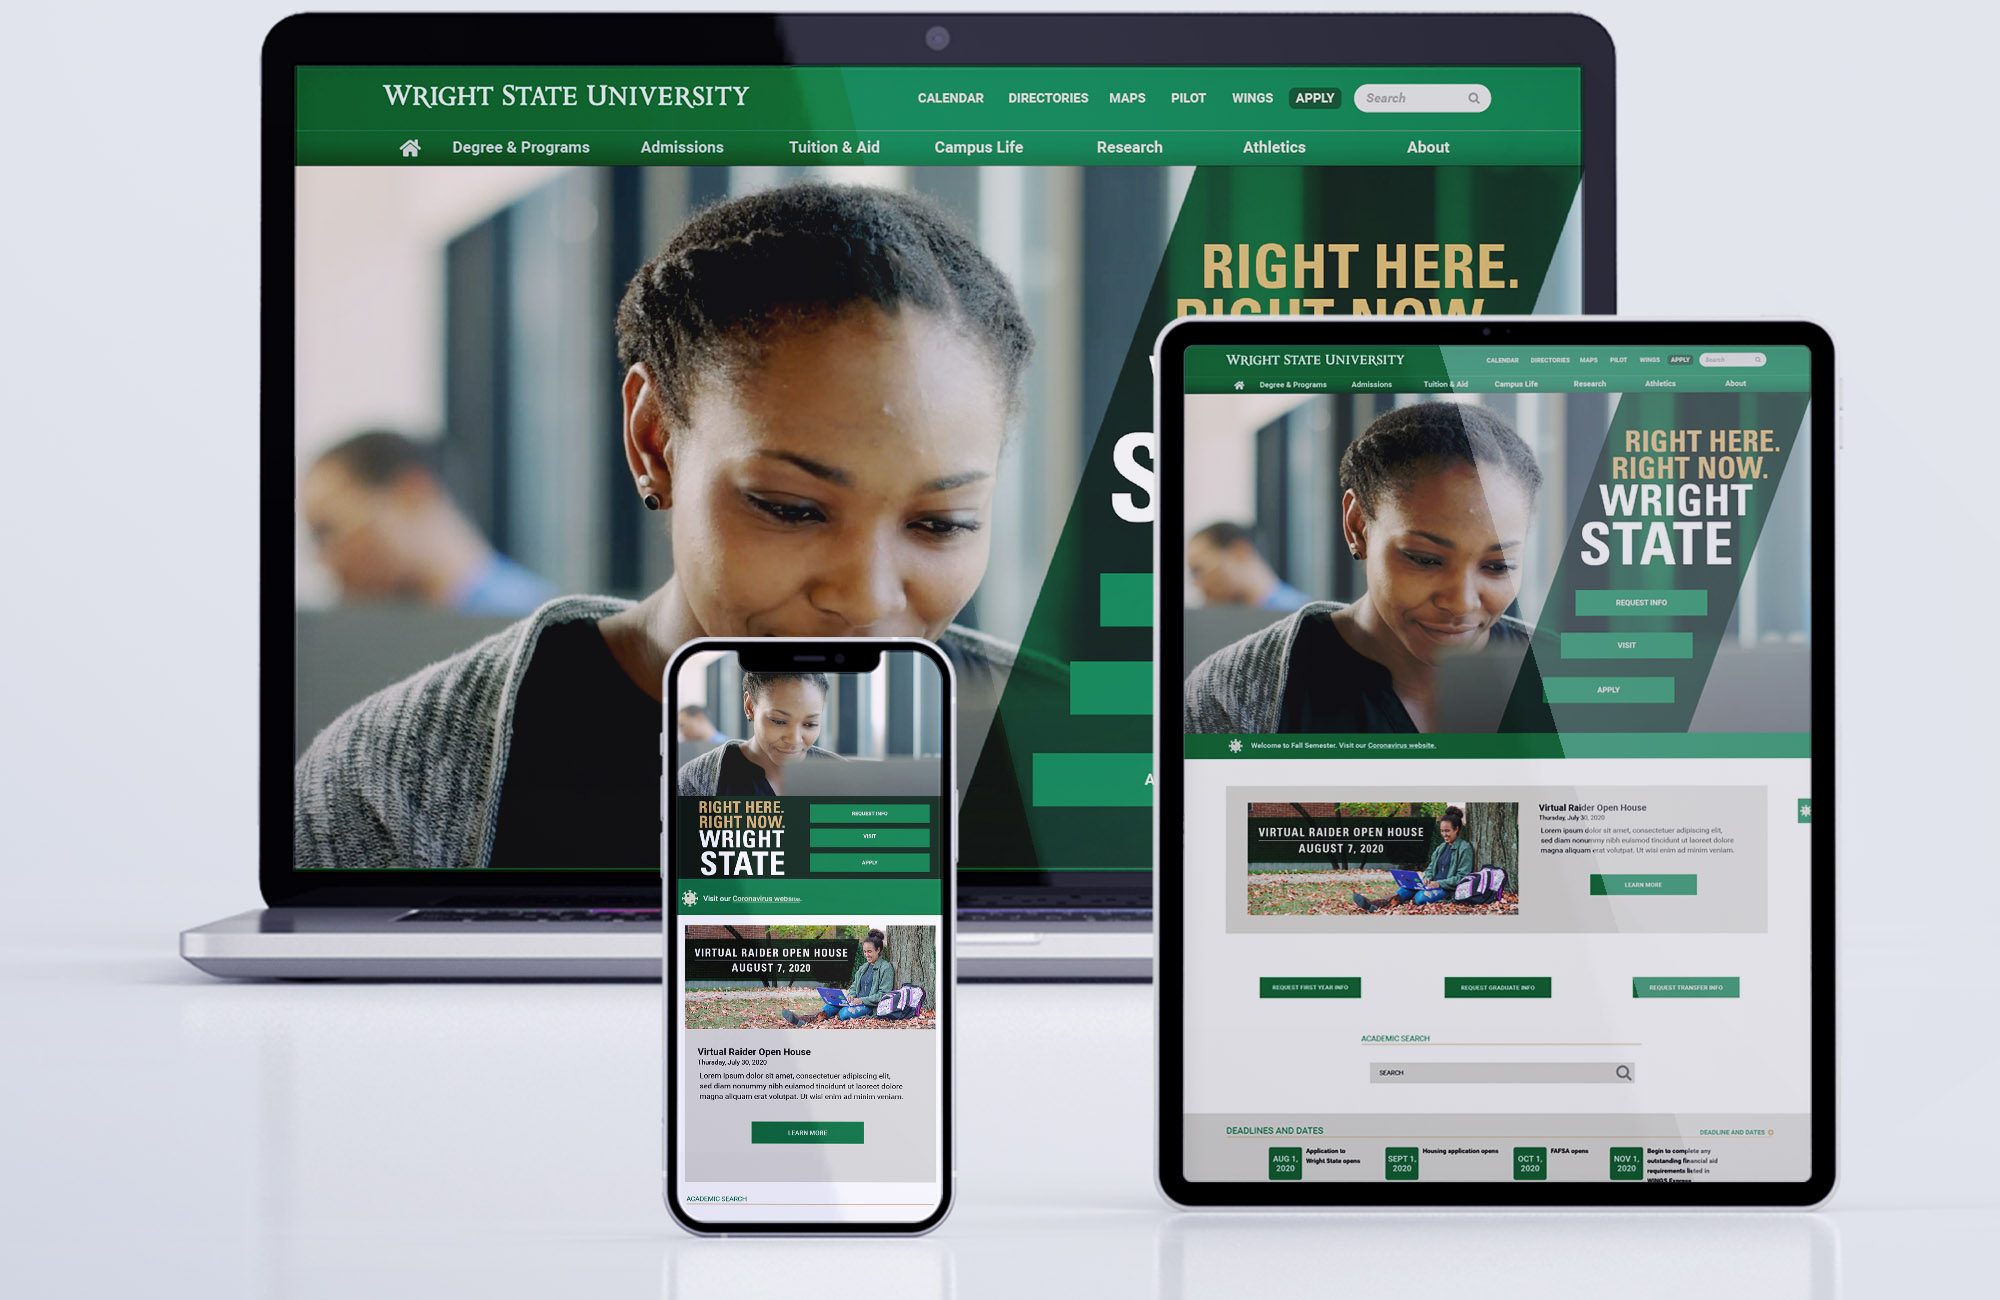 WRIGHT STATE UNIVERSITY
CALENDAR DIRECTORIES MAPS PILOT WINGS APPLY Search
Degree & Programs Admissions Tuition & Aid Campus Life Research Athletics About
RIGHT HERE.
RIGHT NOW.
S
A
WRIGHT STATE UNIVERSITY
CALENDAR DIRECTORIES MAPS PILOT WINGS APPLY Search
Degree & Programs Admissions Tuition & Aid Campus Life Research Athletics About
RIGHT HERE.
RIGHT NOW.
WRIGHT
STATE
REQUEST INFO
VISIT
APPLY
Welcome to Fall Semester. Visit our Coronavirus website.
VIRTUAL RAIDER OPEN HOUSE
AUGUST 7, 2020
Virtual Raider Open House
Thursday, July 30, 2020
Lorem ipsum dolor sit amet, consectetuer adipiscing elit,
sed diam nonummy nibh euismod tincidunt ut laoreet dolore
magna aliquam erat volutpat. Ut wisi enim ad minim veniam.
LEARN MORE
REQUEST FIRST YEAR INFO REQUEST GRADUATE INFO REQUEST TRANSFER INFO
ACADEMIC SEARCH
SEARCH
DEADLINES AND DATES
DEADLINE AND DATES
AUG 1,
2020
Application to
Wright State opens
SEPT 1,
2020
Housing application opens
OCT 1,
2020
FAFSA opens
NOV 1,
2020
Begin to complete any
outstanding financial aid
requirements listed in
WINGS Express
RIGHT HERE.
RIGHT NOW.
WRIGHT
STATE
REQUEST INFO
VISIT
APPLY
Visit our Coronavirus website.
VIRTUAL RAIDER OPEN HOUSE
AUGUST 7, 2020
Virtual Raider Open House
Thursday, July 30, 2020
Lorem ipsum dolor sit amet, consectetuer adipiscing elit,
sed diam nonummy nibh euismod tincidunt ut laoreet dolore
magna aliquam erat volutpat. Ut wisi enim ad minim veniam.
LEARN MORE
ACADEMIC SEARCH